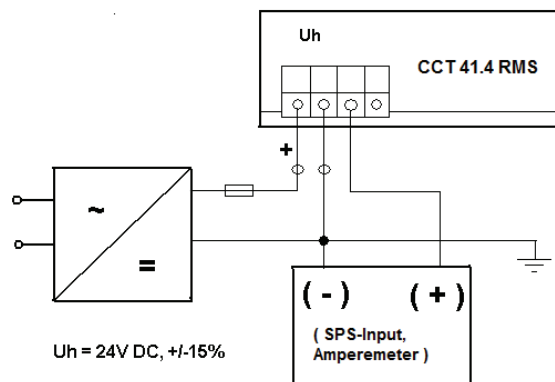 Uh
CCT 41.4 RMS
+
~
=
( - ) ( + )
( SPS-Input,
Amperemeter )
Uh = 24V DC, +/-15%